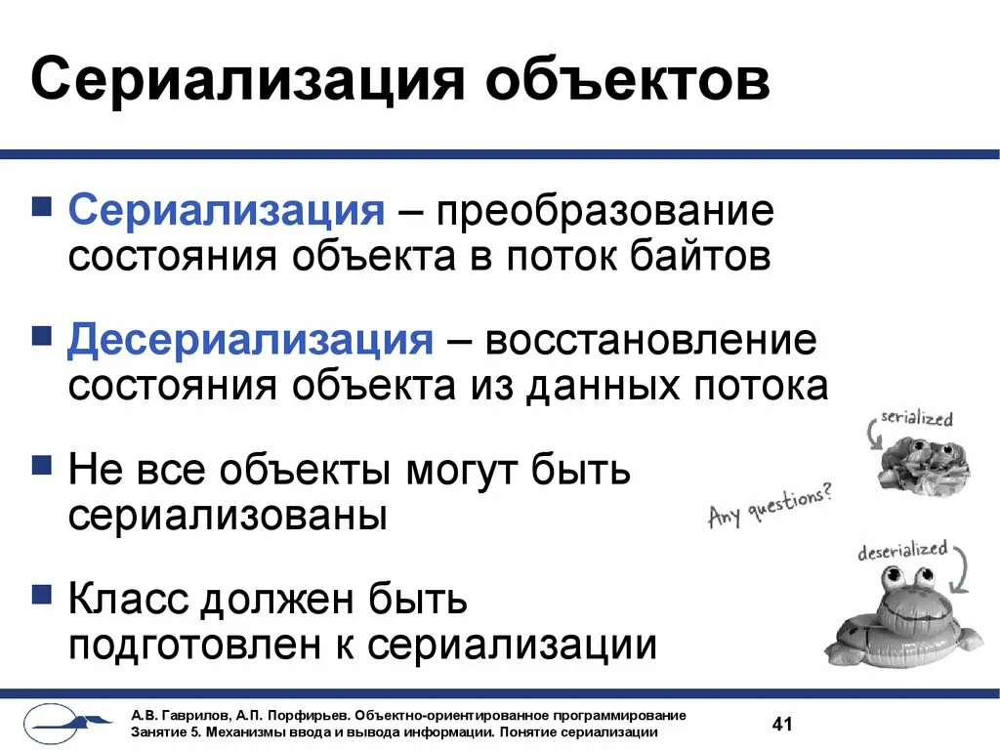 Сериализация объектов
Сериализация – преобразование
состояния объекта в поток байтов
Десериализация – восстановление
состояния объекта из данных потока
Не все объекты могут быть
сериализованы
Класс должен быть
подготовлен к сериализации
serialized
Any questions?
deserialized
А.В. Гаврилов, А.П. Порфирьев. Объектно-ориентированное программирование
Занятие 5. Механизмы ввода и вывода информации. Понятие сериализации
41